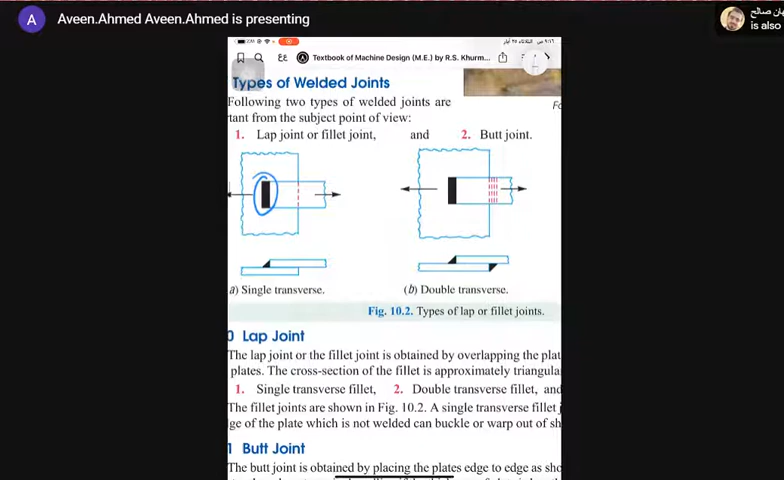 A Aveen.Ahmed Aveen.Ahmed is presenting
is also
Textbook of Machine Design (M.E.) by R.S. Khurm...
Types of Welded Joints
Following two types of welded joints are
tant from the subject point of view:
1. Lap joint or fillet joint, and 2. Butt joint.
a) Single transverse.
(b) Double transverse.
Fig. 10.2. Types of lap or fillet joints.
0 Lap Joint
The lap joint or the fillet joint is obtained by overlapping the plat
plates. The cross-section of the fillet is approximately triangula
1. Single transverse fillet, 2. Double transverse fillet, and
The fillet joints are shown in Fig. 10.2. A single transverse fillet j
ge of the plate which is not welded can buckle or warp out of sh
1 Butt Joint
The butt joint is obtained by placing the plates edge to edge as sho